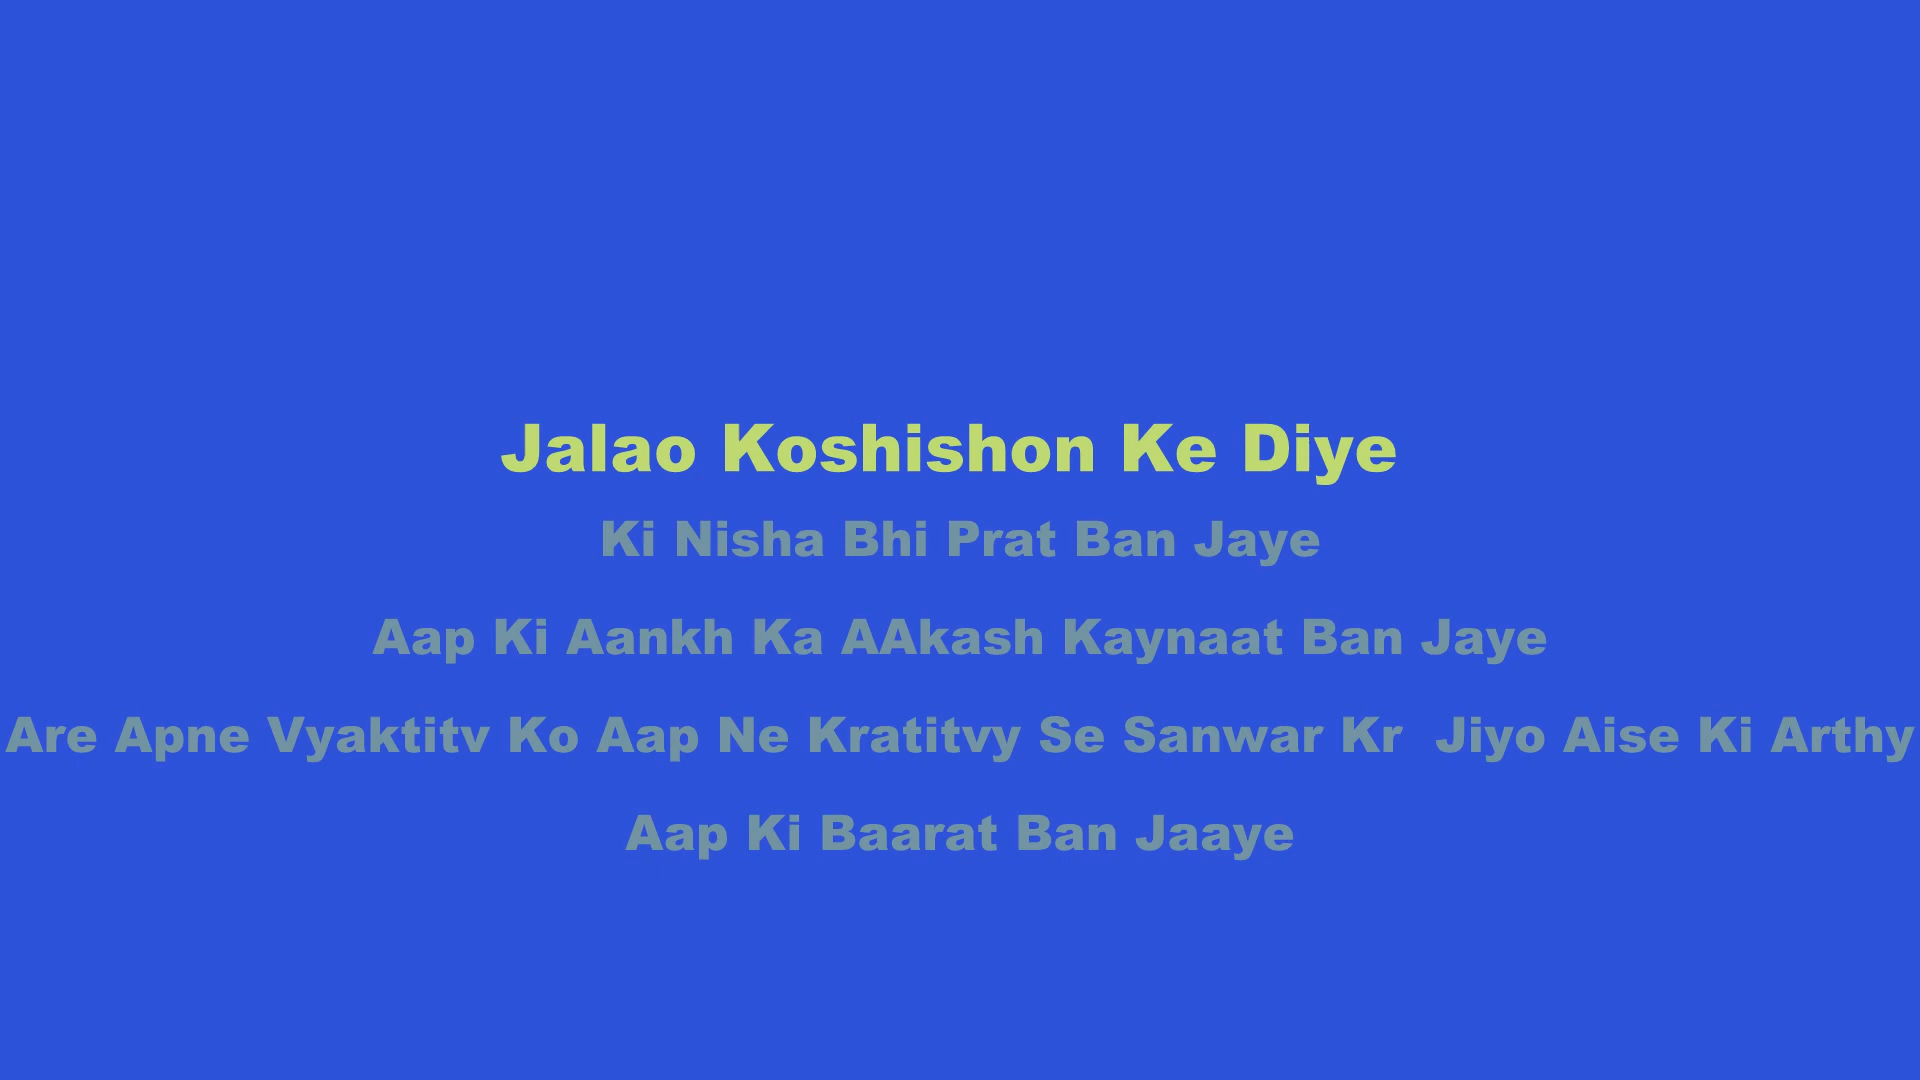 Jalao Koshishon Ke Diye
Ki Nisha Bhi Prat Ban Jaye
Aap Ki Aankh Ka AAkash Kaynaat Ban Jaye
Are Apne Vyaktitv Ko Aap Ne Kratitvy Se Sanwar Kr  Jiyo Aise Ki Arthy
Aap Ki Baarat Ban Jaaye